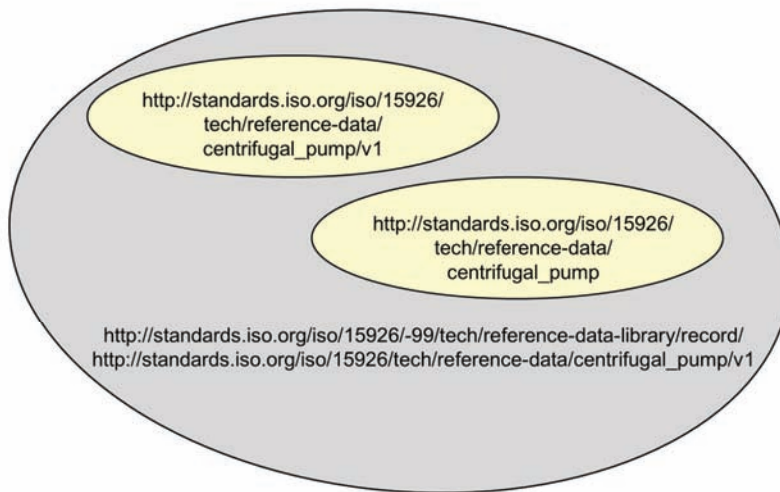 http://standards.iso.org/iso/15926/
tech/reference-data/
centrifugal_pump/v1
http://standards.iso.org/iso/15926/
tech/reference-data/
centrifugal_pump
http://standards.iso.org/iso/15926/-99/tech/reference-data-library/record/
http://standards.iso.org/iso/15926/tech/reference-data/centrifugal_pump/v1